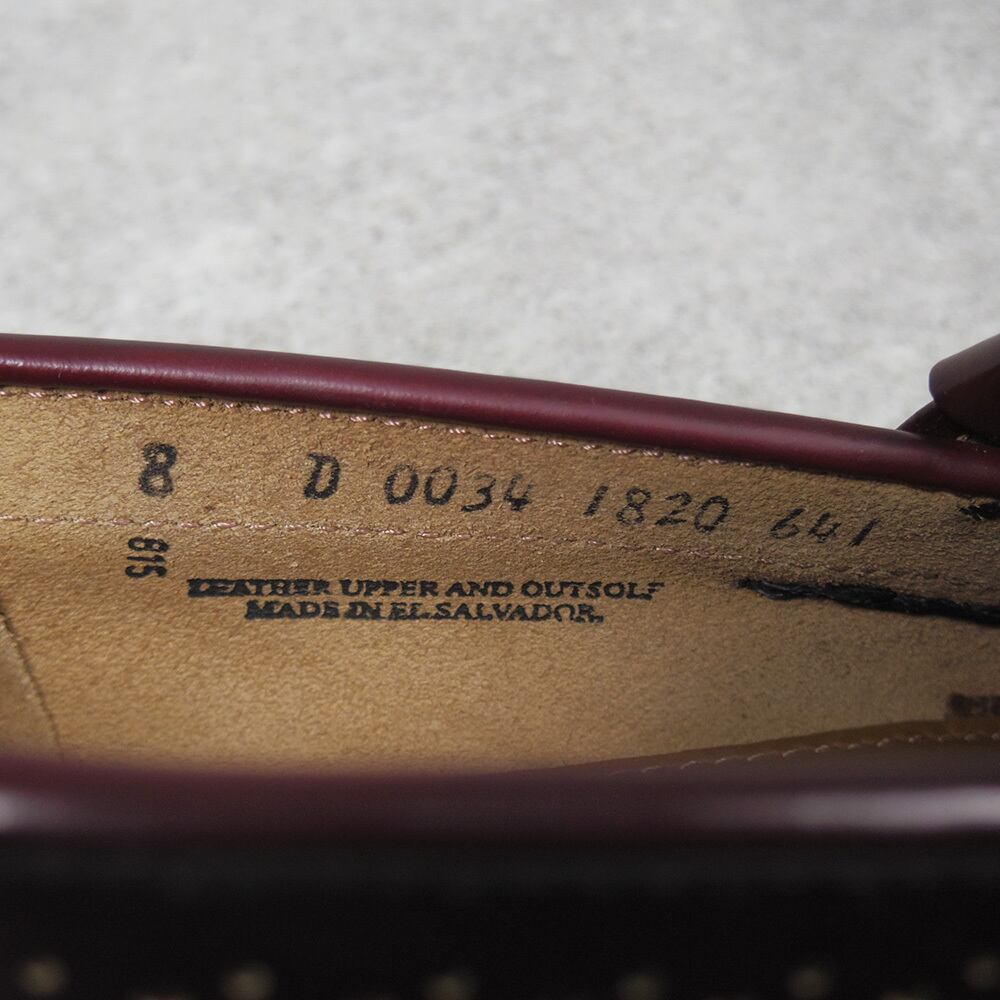 8 D 0034 1820 641
815
LEATHER UPPER AND OUTSOLE
MADE IN EL SALVADOR.